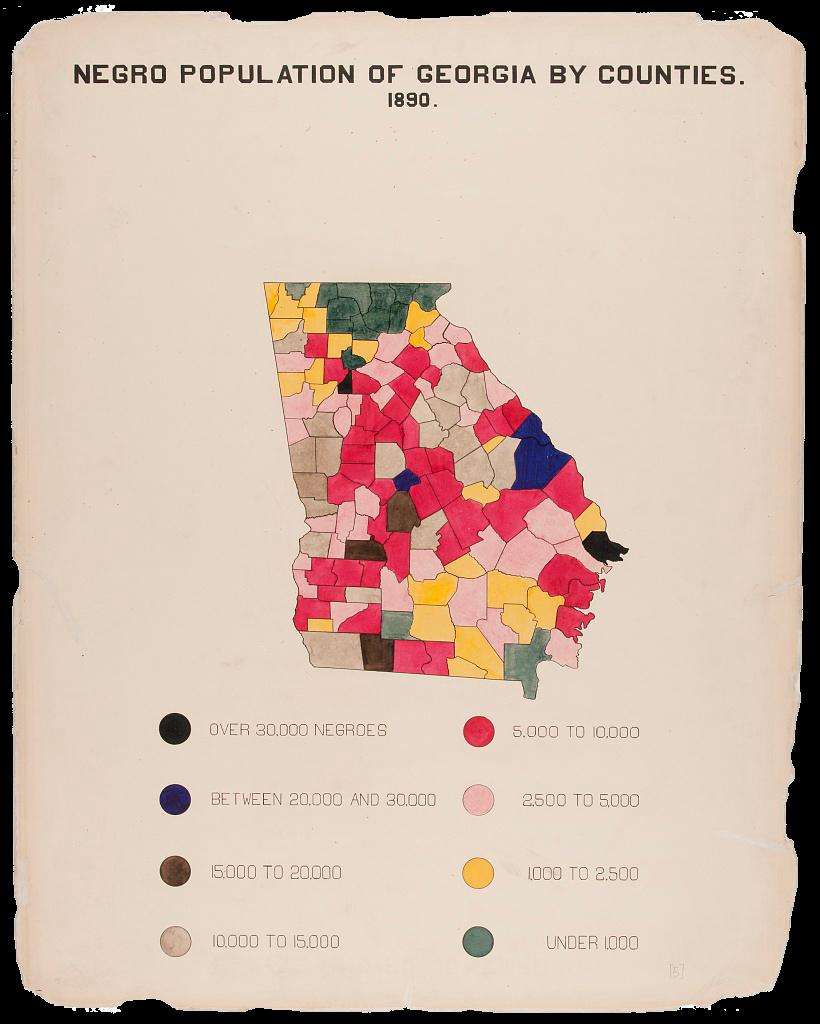 NEGRO POPULATION OF GEORGIA BY COUNTIES.
1890.
OVER 30,000 NEGROES
BETWEEN 20,000 AND 30,000
15,000 TO 20,000
10,000 TO 15,000
5,000 TO 10,000
2,500 TO 5,000
1,000 TO 2,500
UNDER 1,000
[5]